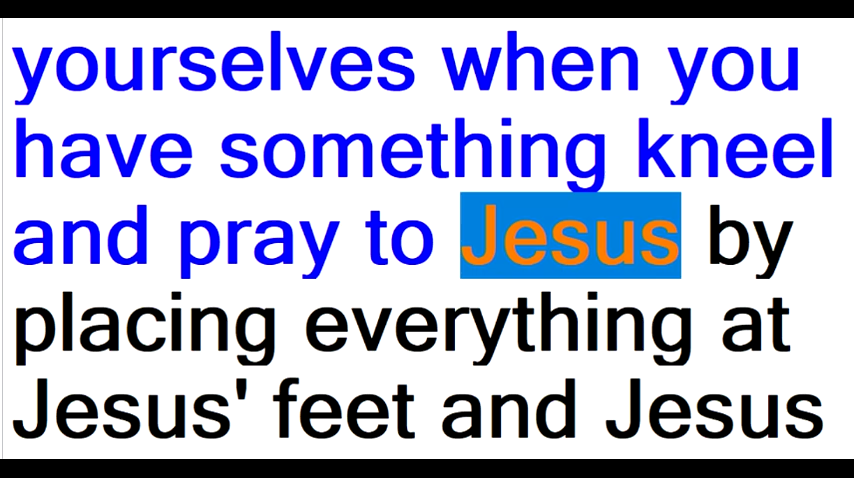 yourselves when you
have something kneel
and pray to Jesus by
placing everything at
Jesus' feet and Jesus